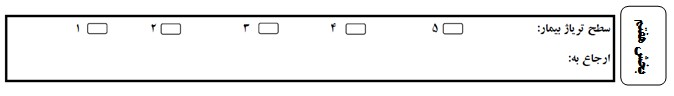 بخش هفتم
سطح تریاژ بیمار: ۵ ۴ ۳ ۲ ۱
ارجاع به: